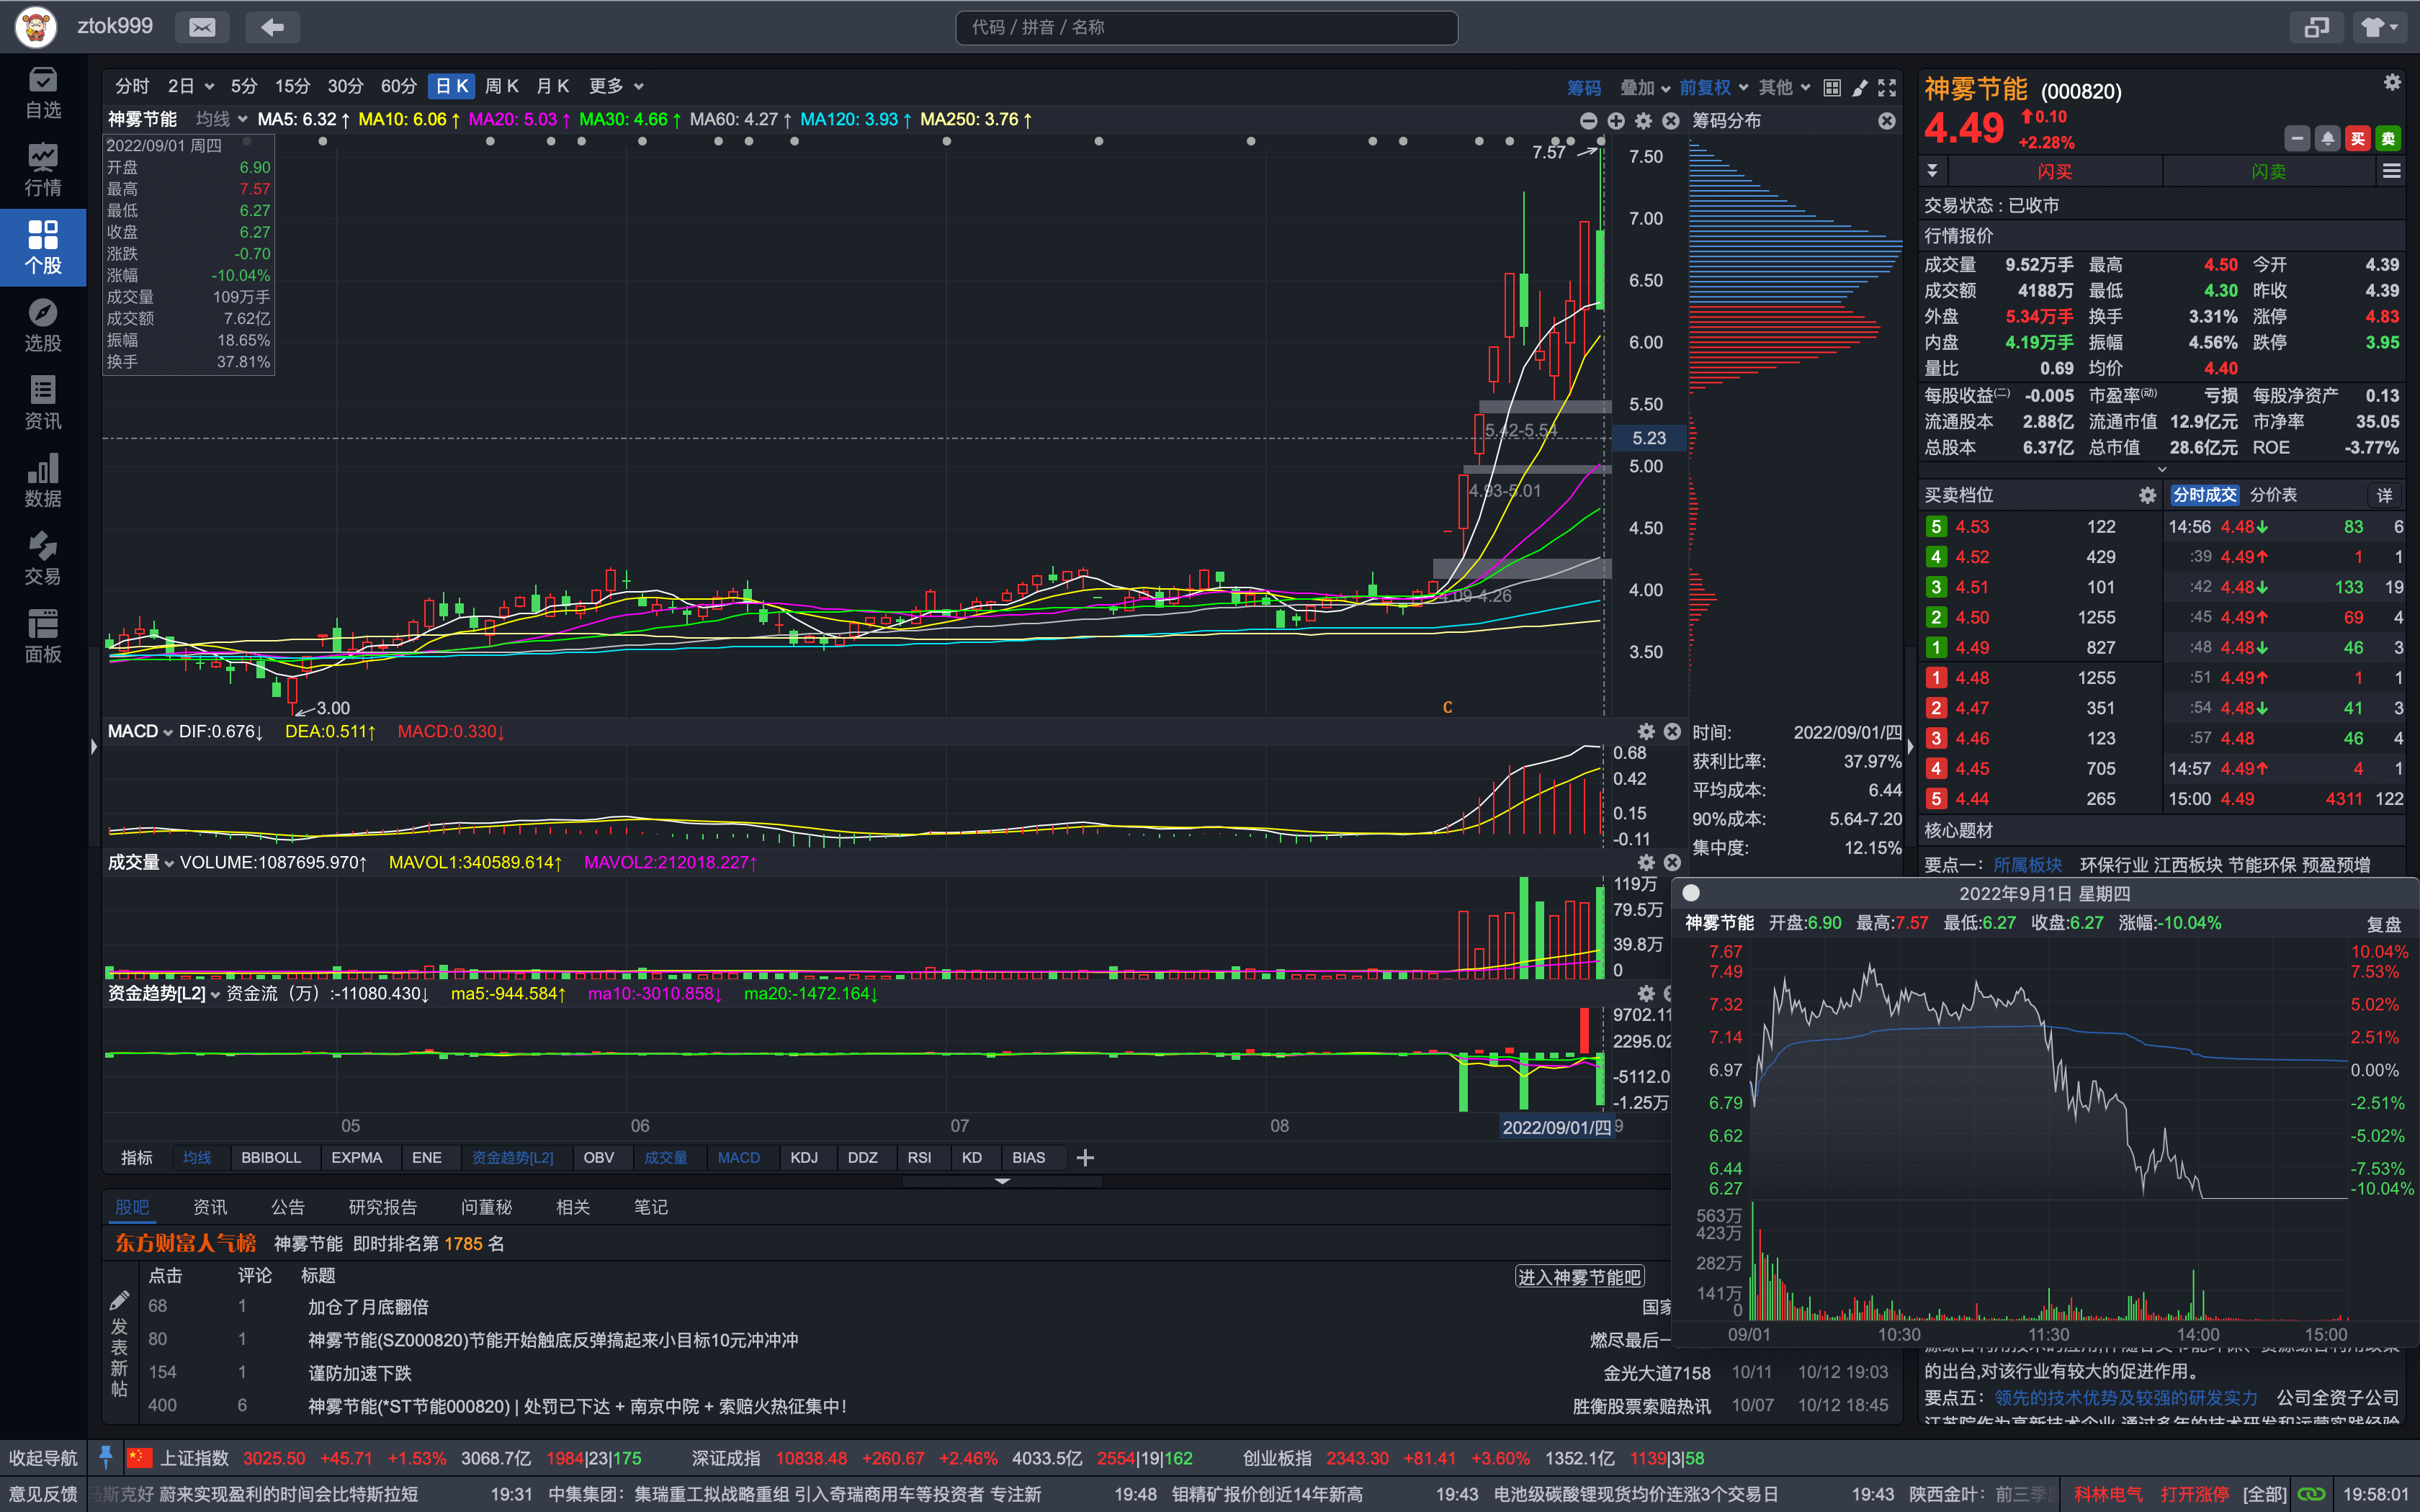 ztok999
代码 / 拼音 / 名称
自选
行情
个股
选股
资讯
数据
交易
面板
分时 2日 5分 15分 30分 60分 日K 周K 月K 更多
筹码 叠加 前复权 其他
神雾节能 均线 MA5: 6.32↑ MA10: 6.06↑ MA20: 5.03↑ MA30: 4.66↑ MA60: 4.27↑ MA120: 3.93↑ MA250: 3.76↑
筹码分布
2022/09/01 周四
开盘 6.90
最高 7.57
最低 6.27
收盘 6.27
涨跌 -0.70
涨幅 -10.04%
成交量 109万手
成交额 7.62亿
振幅 18.65%
换手 37.81%
7.57
7.50
7.00
6.50
6.00
5.50
5.23
5.00
4.50
4.00
3.50
5.42-5.54
4.93-5.01
4.09-4.26
3.00
C
MACD DIF:0.676↓ DEA:0.511↑ MACD:0.330↓
0.68
0.42
0.15
-0.11
时间: 2022/09/01/四
获利比率: 37.97%
平均成本: 6.44
90%成本: 5.64-7.20
集中度: 12.15%
成交量 VOLUME:1087695.970↑ MAVOL1:340589.614↑ MAVOL2:212018.227↑
119万
79.5万
39.8万
0
资金趋势[L2] 资金流（万）:-11080.430↓ ma5:-944.584↑ ma10:-3010.858↓ ma20:-1472.164↓
9702.11
2295.02
-5112.0
-1.25万
05 06 07 08 2022/09/01/四 9
指标 均线 BBIBOLL EXPMA ENE 资金趋势[L2] OBV 成交量 MACD KDJ DDZ RSI KD BIAS
股吧 资讯 公告 研究报告 问董秘 相关 笔记
东方财富人气榜 神雾节能 即时排名第 1785 名
点击 评论 标题 进入神雾节能吧
发表新帖
68 1 加仓了月底翻倍 国家
80 1 神雾节能(SZ000820)节能开始触底反弹搞起来小目标10元冲冲冲 燃尽最后一
154 1 谨防加速下跌 金光大道7158 10/11 10/12 19:03
400 6 神雾节能(*ST节能000820) | 处罚已下达 + 南京中院 + 索赔火热征集中! 胜衡股票索赔热讯 10/07 10/12 18:45
神雾节能 (000820)
4.49 0.10
+2.28%
买 卖
闪买 闪卖
交易状态 : 已收市
行情报价
成交量 9.52万手 最高 4.50 今开 4.39
成交额 4188万 最低 4.30 昨收 4.39
外盘 5.34万手 换手 3.31% 涨停 4.83
内盘 4.19万手 振幅 4.56% 跌停 3.95
量比 0.69 均价 4.40
每股收益(二) -0.005 市盈率(动) 亏损 每股净资产 0.13
流通股本 2.88亿 流通市值 12.9亿元 市净率 35.05
总股本 6.37亿 总市值 28.6亿元 ROE -3.77%
买卖档位 分时成交 分价表 详
5 4.53 122 14:56 4.48↓ 83 6
4 4.52 429 :39 4.49↑ 1 1
3 4.51 101 :42 4.48↓ 133 19
2 4.50 1255 :45 4.49↑ 69 4
1 4.49 827 :48 4.48↓ 46 3
1 4.48 1255 :51 4.49↑ 1 1
2 4.47 351 :54 4.48↓ 41 3
3 4.46 123 :57 4.48 46 4
4 4.45 705 14:57 4.49↑ 4 1
5 4.44 265 15:00 4.49 4311 122
核心题材
要点一: 所属板块 环保行业 江西板块 节能环保 预盈预增
2022年9月1日 星期四
神雾节能 开盘:6.90 最高:7.57 最低:6.27 收盘:6.27 涨幅:-10.04% 复盘
7.67 10.04%
7.49 7.53%
7.32 5.02%
7.14 2.51%
6.97 0.00%
6.79 -2.51%
6.62 -5.02%
6.44 -7.53%
6.27 -10.04%
563万
423万
282万
141万
0
09/01 10:30 11:30 14:00 15:00
的出台,对该行业有较大的促进作用。
要点五: 领先的技术优势及较强的研发实力 公司全资子公司
江苏院作为高新技术企业,通过多年的技术研发和运营实践经验
收起导航 上证指数 3025.50 +45.71 +1.53% 3068.7亿 1984|23|175 深证成指 10838.48 +260.67 +2.46% 4033.5亿 2554|19|162 创业板指 2343.30 +81.41 +3.60% 1352.1亿 1139|3|58
意见反馈 马斯克好 蔚来实现盈利的时间会比特斯拉短 19:31 中集集团：集瑞重工拟战略重组 引入奇瑞商用车等投资者 专注新 19:48 钼精矿报价创近14年新高 19:43 电池级碳酸锂现货均价连涨3个交易日 19:43 陕西金叶：前三季度 科林电气 打开涨停 [全部] 19:58:01